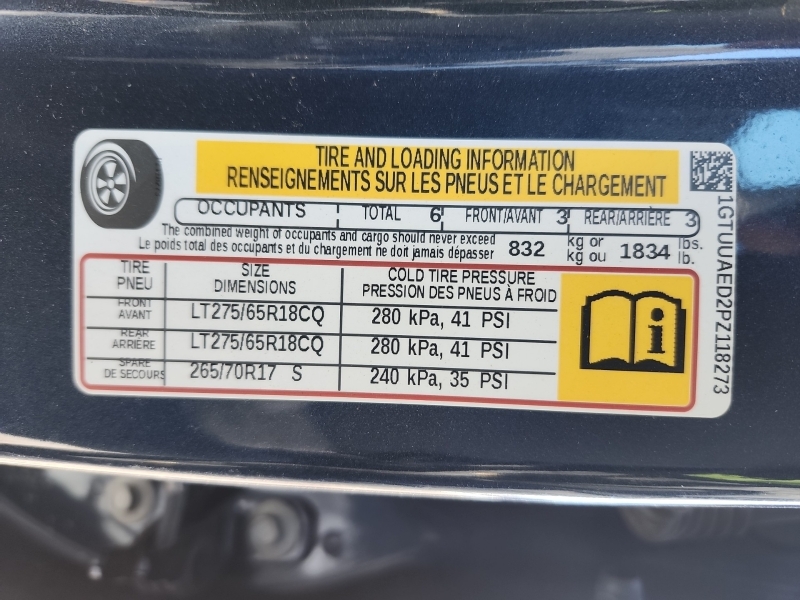 TIRE AND LOADING INFORMATION
RENSEIGNEMENTS SUR LES PNEUS ET LE CHARGEMENT
OCCUPANTS TOTAL 6 FRONT/AVANT 3 REAR/ARRIÈRE 3
The combined weight of occupants and cargo should never exceed 832 kg or 1834 lbs.
Le poids total des occupants et du chargement ne doit jamais dépasser kg ou lb.
TIRE SIZE COLD TIRE PRESSURE
PNEU DIMENSIONS PRESSION DES PNEUS À FROID
FRONT
AVANT LT275/65R18CQ 280 kPa, 41 PSI
REAR
ARRIÈRE LT275/65R18CQ 280 kPa, 41 PSI
SPARE
DE SECOURS 265/70R17 S 240 kPa, 35 PSI
1GTUUAED2PZ118273